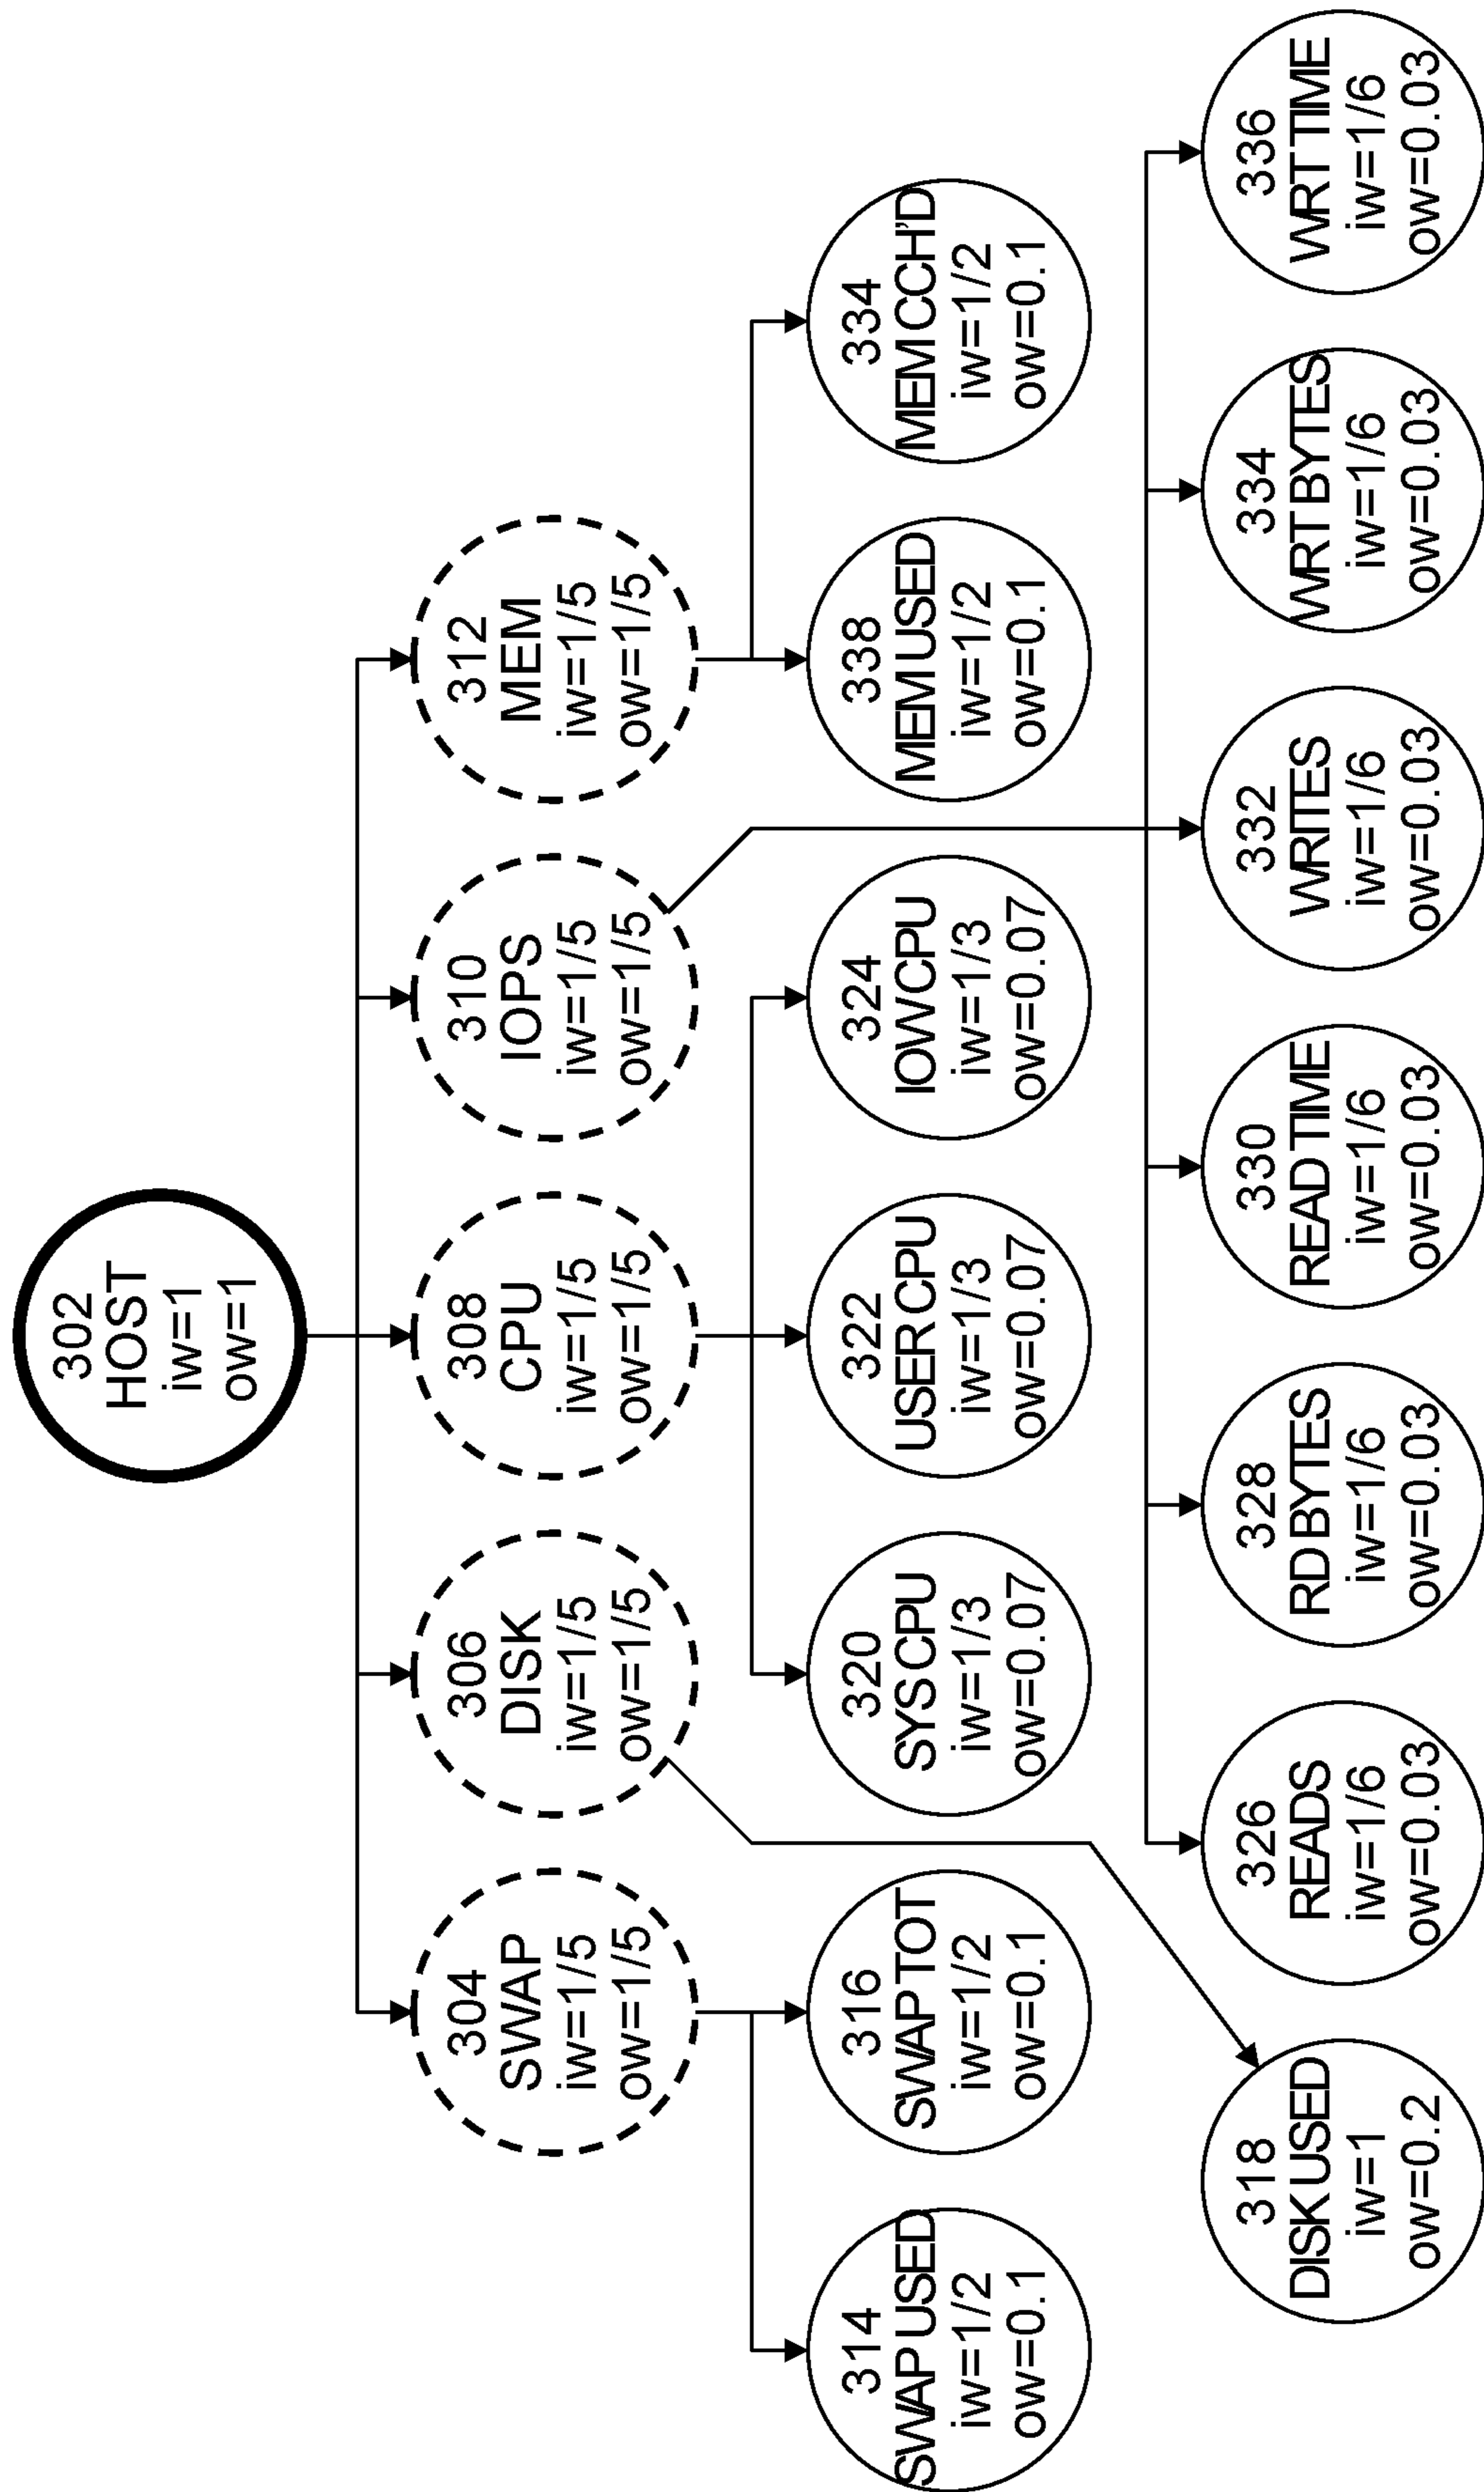 302
HOST
iw=1
ow=1
304
SWAP
iw=1/5
ow=1/5
306
DISK
iw=1/5
ow=1/5
308
CPU
iw=1/5
ow=1/5
310
IOPS
iw=1/5
ow=1/5
312
MEM
iw=1/5
ow=1/5
314
SWAP USED
iw=1/2
ow=0.1
316
SWAP TOT
iw=1/2
ow=0.1
320
SYS CPU
iw=1/3
ow=0.07
322
USER CPU
iw=1/3
ow=0.07
324
IOW CPU
iw=1/3
ow=0.07
338
MEM USED
iw=1/2
ow=0.1
334
MEM CCH'D
iw=1/2
ow=0.1
318
DISK USED
iw=1
ow=0.2
326
READS
iw=1/6
ow=0.03
328
RD BYTES
iw=1/6
ow=0.03
330
READ TIME
iw=1/6
ow=0.03
332
WRITES
iw=1/6
ow=0.03
334
WRT BYTES
iw=1/6
ow=0.03
336
WRT TIME
iw=1/6
ow=0.03